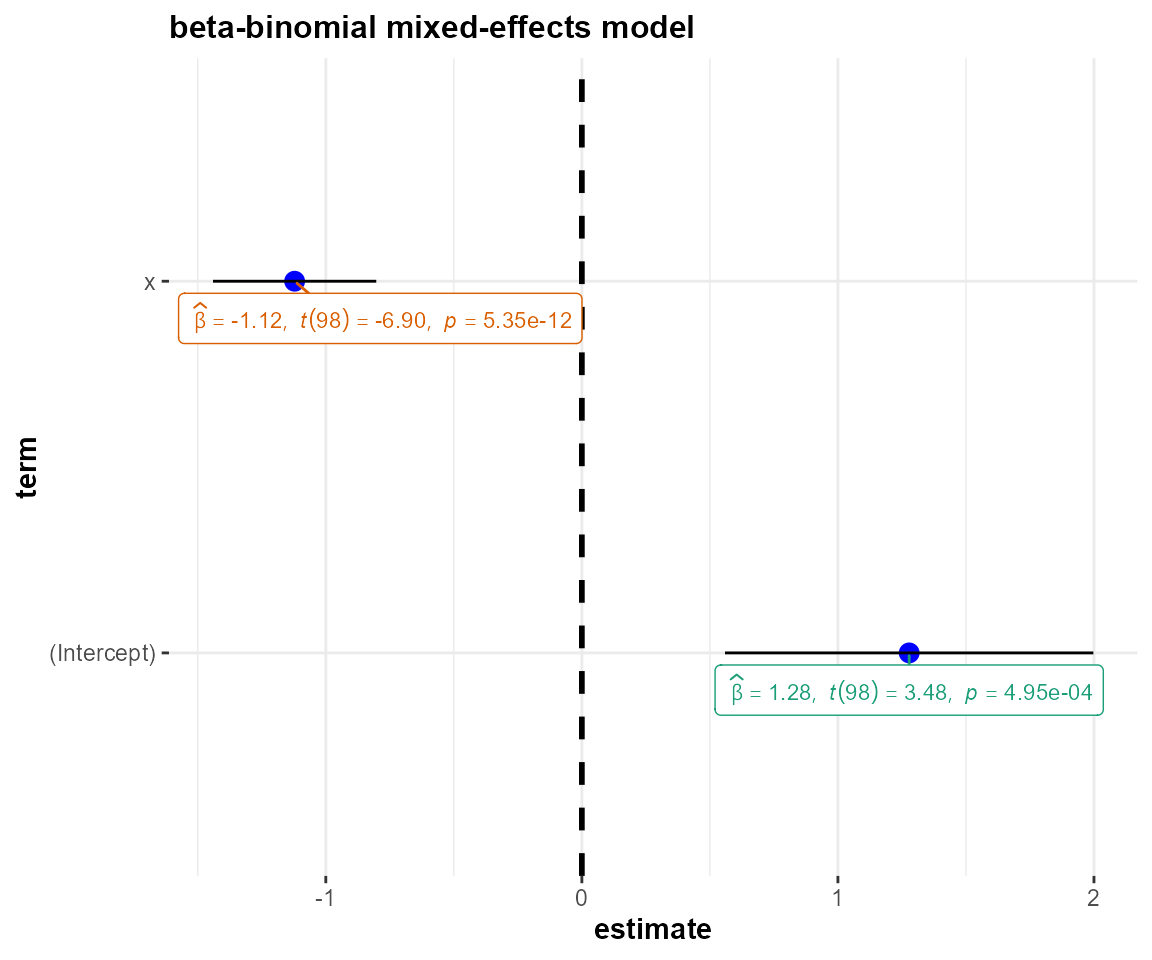 beta-binomial mixed-effects model
x
β̂ = -1.12, t(98) = -6.90, p = 5.35e-12
term
(Intercept)
β̂ = 1.28, t(98) = 3.48, p = 4.95e-04
-1 0 1 2
estimate